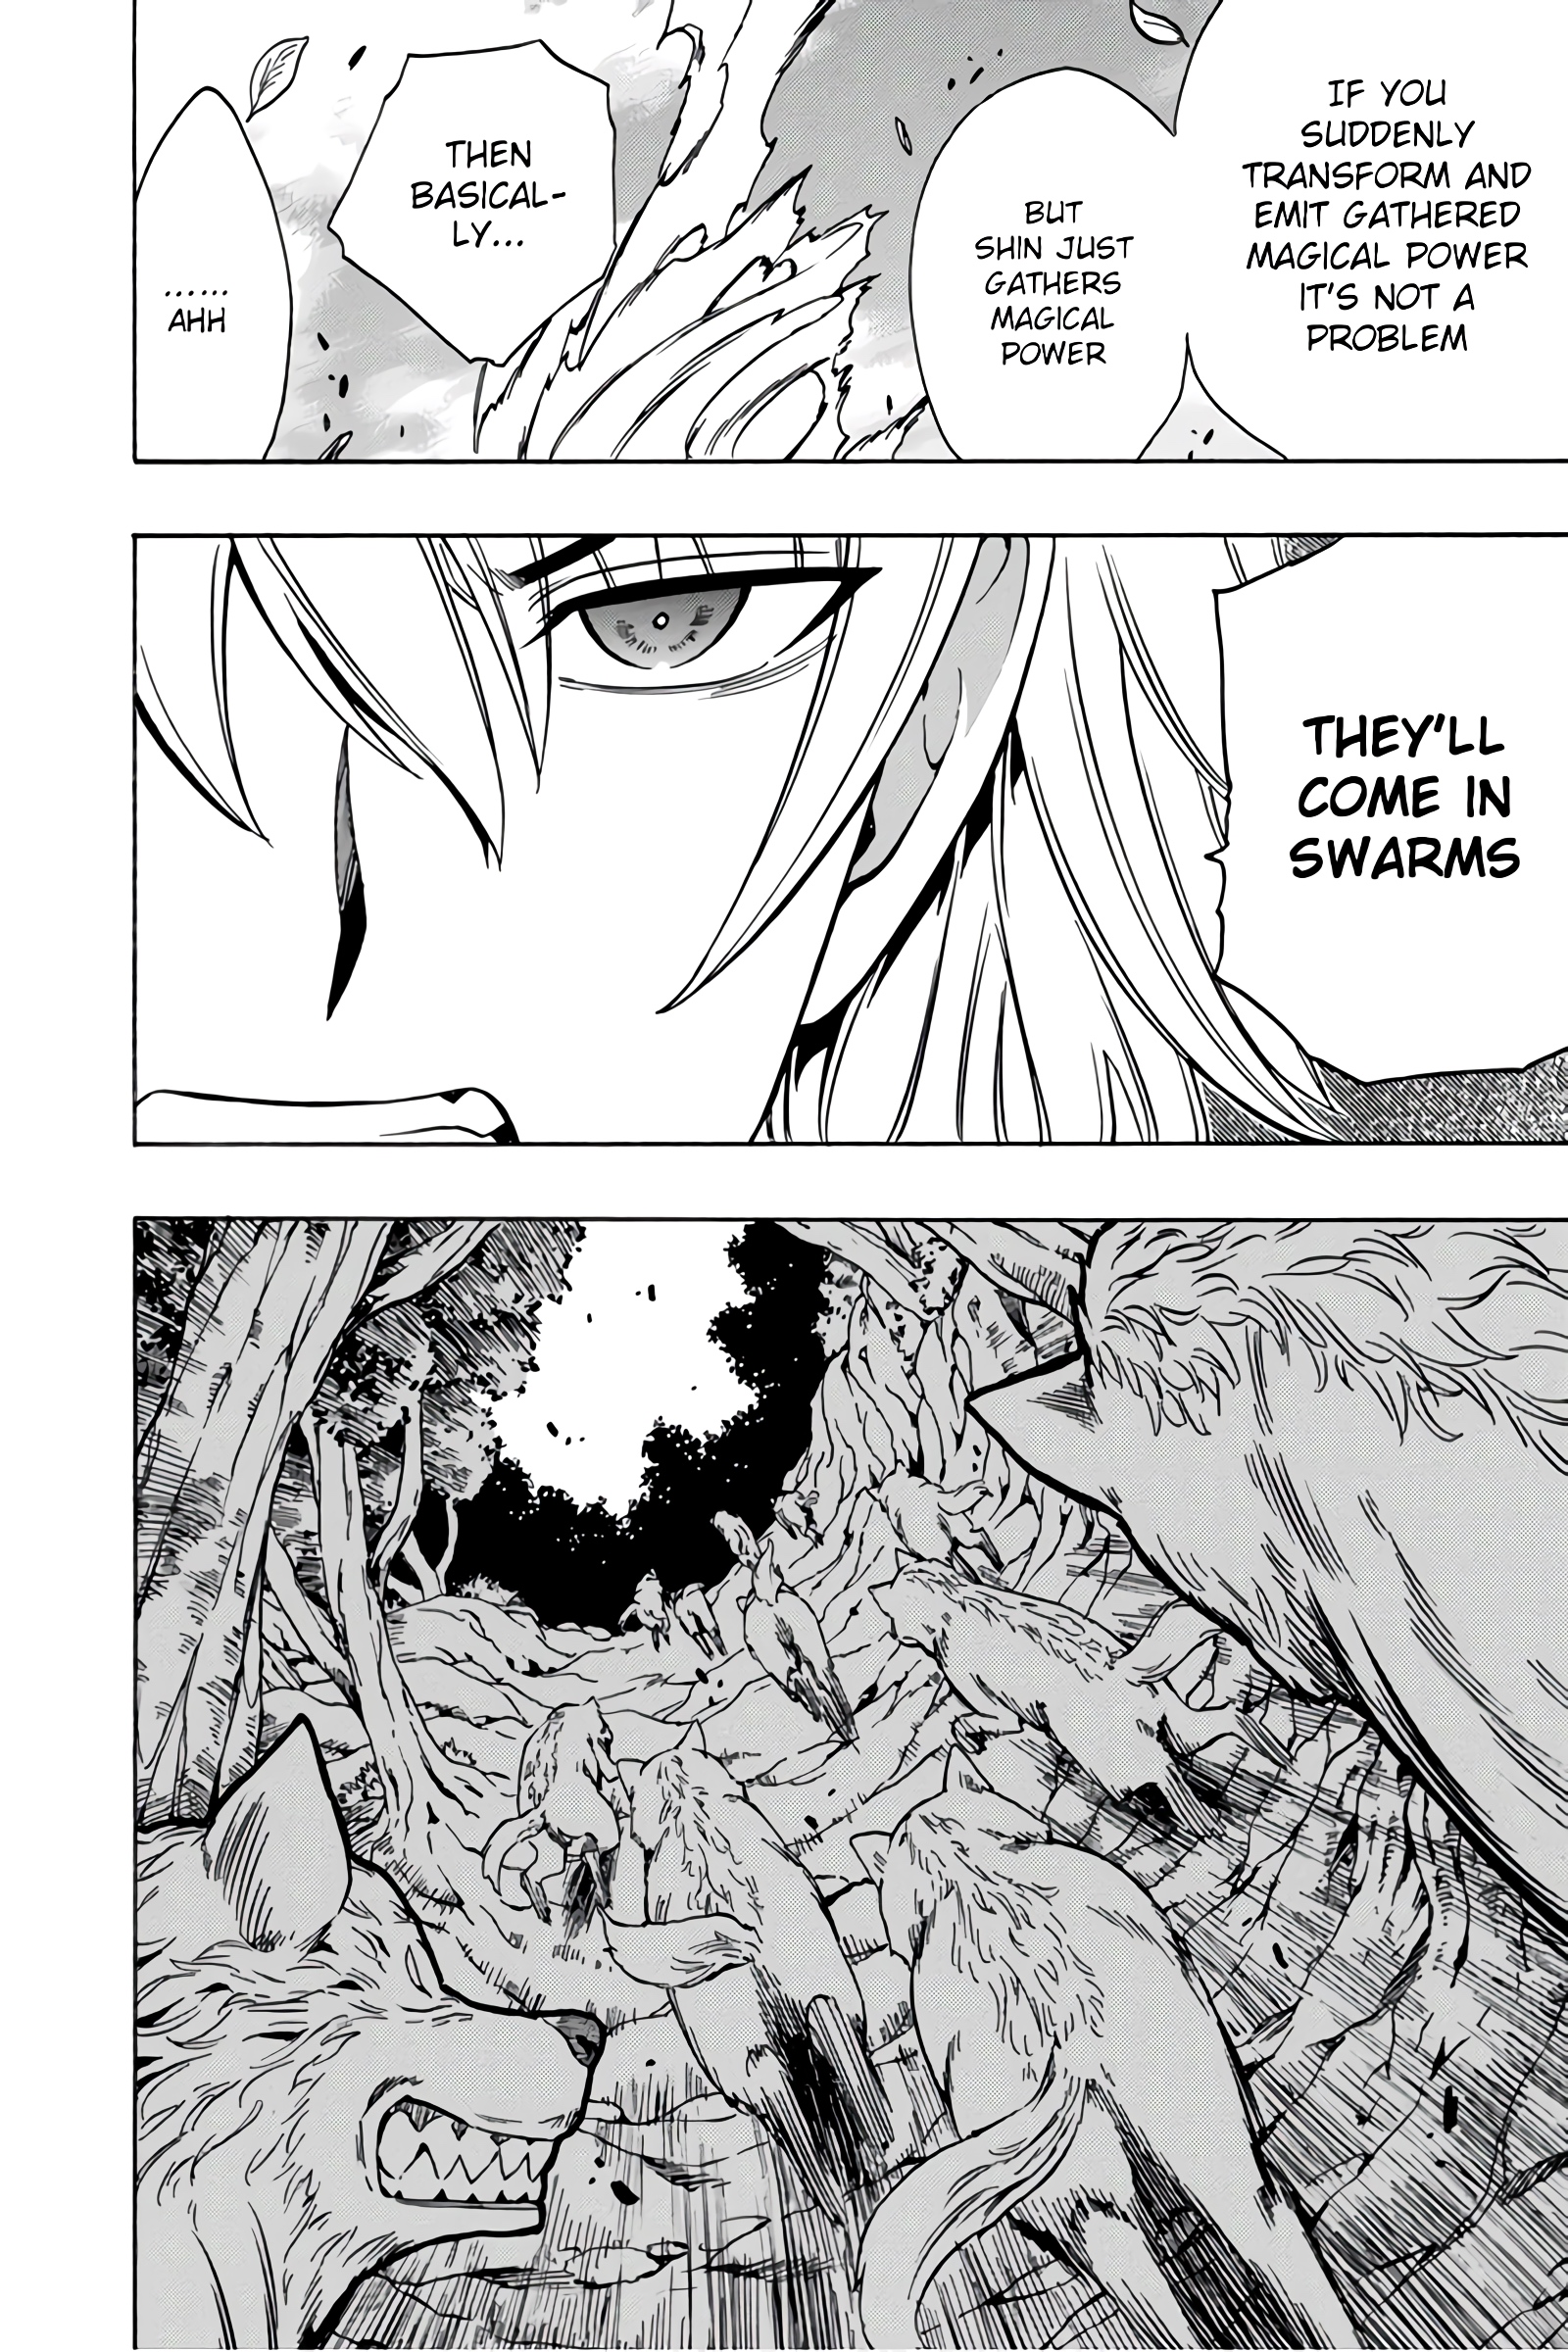 IF YOU
SUDDENLY
TRANSFORM AND
EMIT GATHERED
MAGICAL POWER
IT'S NOT A
PROBLEM
BUT
SHIN JUST
GATHERS
MAGICAL
POWER
THEN
BASICAL-
LY...
......
AHH
THEY'LL
COME IN
SWARMS